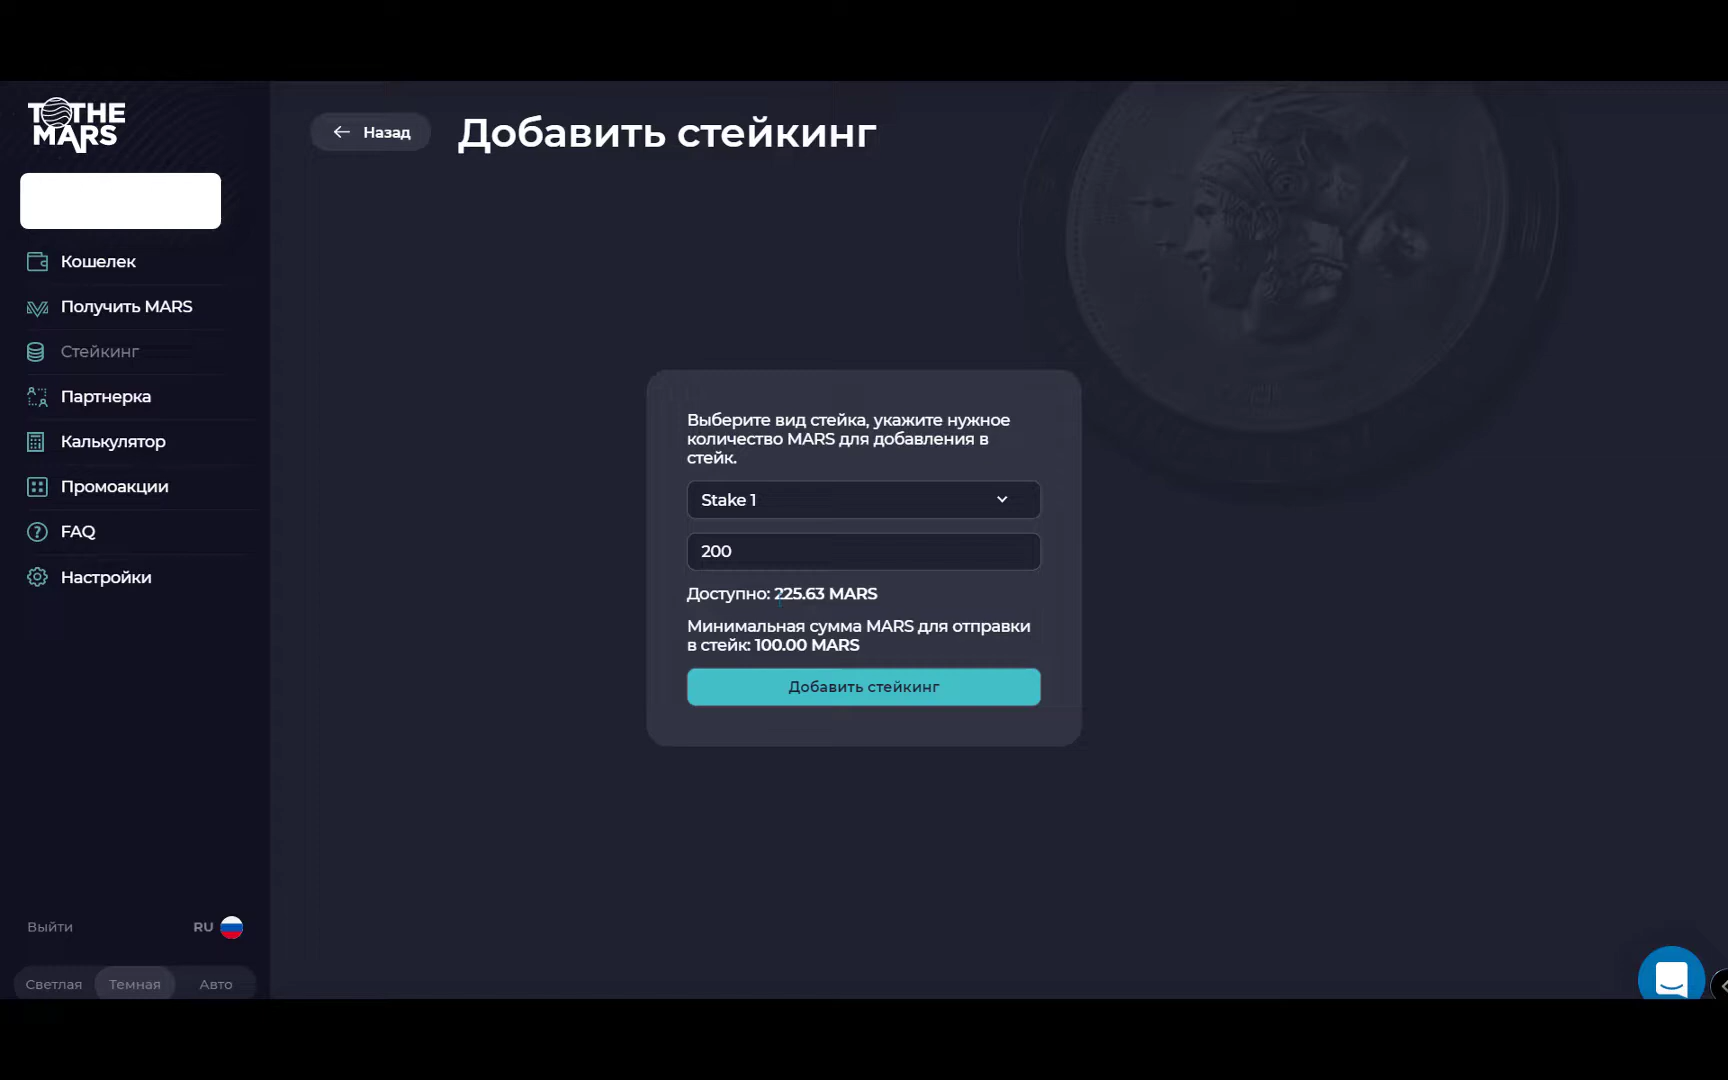 TOTHE
MARS
Назад
Добавить стейкинг
Кошелек
Получить MARS
Стейкинг
Партнерка
Калькулятор
Промоакции
FAQ
Настройки
Выберите вид стейка, укажите нужное
количество MARS для добавления в
стейк.
Stake 1
200
Доступно: 225.63 MARS
Минимальная сумма MARS для отправки
в стейк: 100.00 MARS
Добавить стейкинг
Выйти
RU
Светлая
Темная
Авто